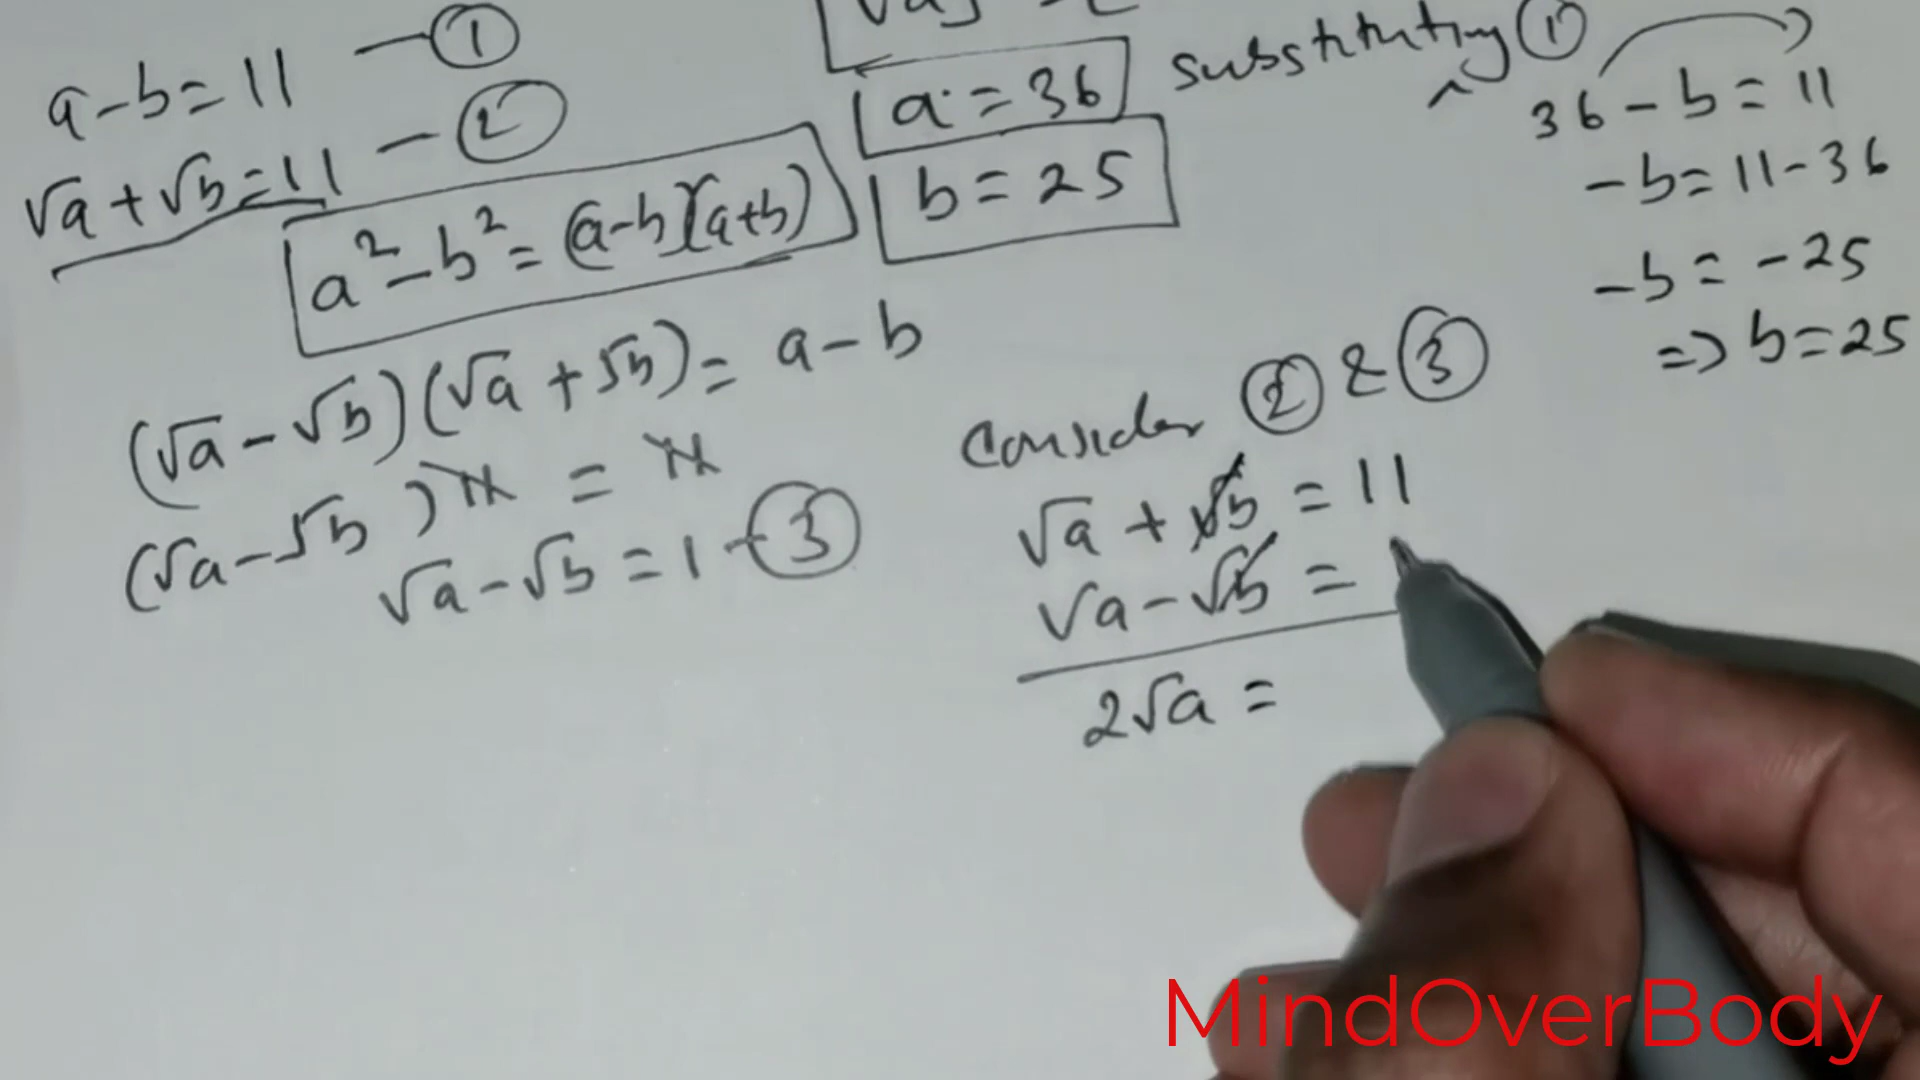 a-b=11 — ①
√a+√b=11 — ②
a²-b²=(a-b)(a+b)
(√a-√b)(√a+√b)= a-b
(√a-√b)11 = 11
√a-√b=1 - ③
a=36
b=25
substituting ①
36-b=11
-b=11-36
-b=-25
=> b=25
Consider ② & ③
√a+√b=11
√a-√b=
2√a=
MindOverBody